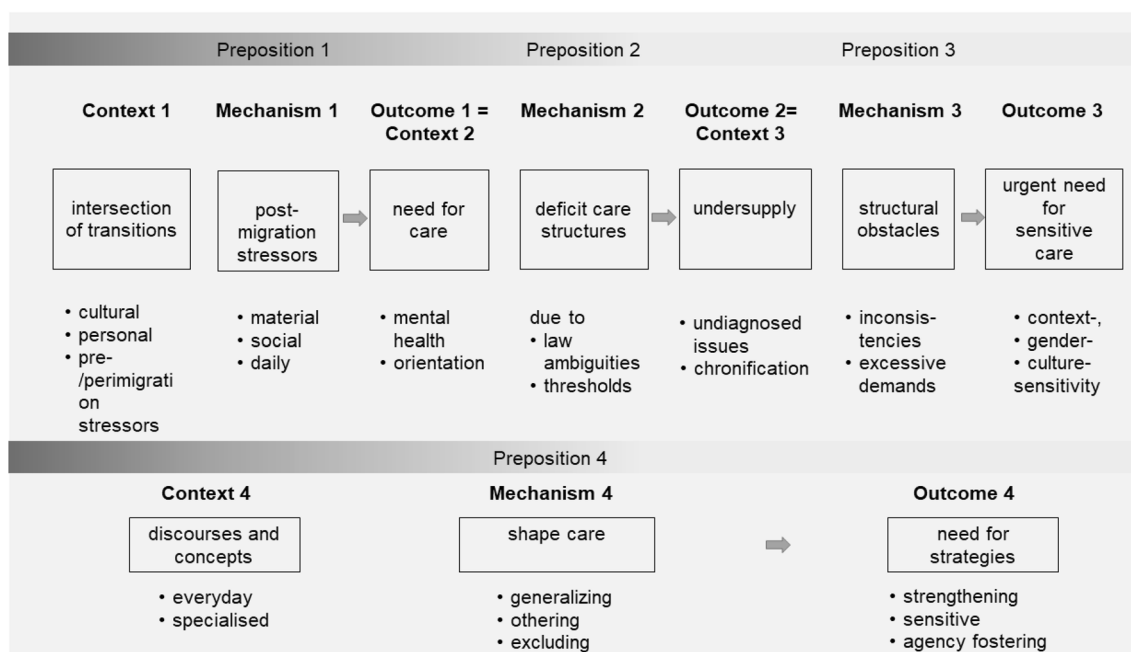 Preposition 1 Preposition 2 Preposition 3
Context 1
intersection
of transitions
• cultural
• personal
• pre-
/perimigrati
on
stressors
Mechanism 1
post-
migration
stressors
• material
• social
• daily
Outcome 1 =
Context 2
need for
care
• mental
health
• orientation
Mechanism 2
deficit care
structures
due to
• law
ambiguities
• thresholds
Outcome 2=
Context 3
undersupply
• undiagnosed
issues
• chronification
Mechanism 3
structural
obstacles
• inconsis-
tencies
• excessive
demands
Outcome 3
urgent need
for
sensitive
care
• context-,
• gender-
• culture-
sensitivity
Preposition 4
Context 4
discourses and
concepts
• everyday
• specialised
Mechanism 4
shape care
• generalizing
• othering
• excluding
Outcome 4
need for
strategies
• strengthening
• sensitive
• agency fostering